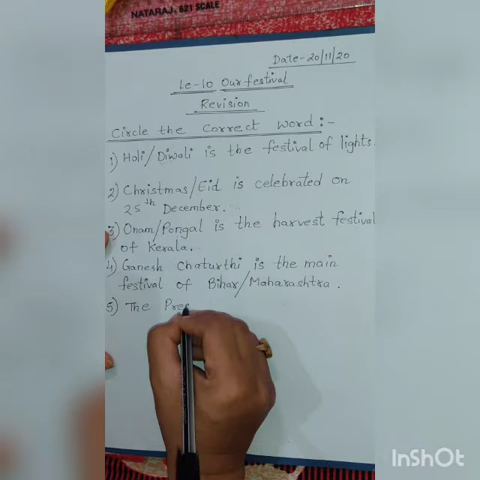 NATARAJ, 621 SCALE
Date-20/11/20
Le-10 Our festival
Revision
Circle the Correct Word:-
1) Holi/Diwali is the festival of lights.
2) Christmas/Eid is celebrated on
25th December.
3) Onam/Pongal is the harvest festival
of Kerala.
4) Ganesh Chaturthi is the main
festival of Bihar/Maharashtra.
5) The Pres
InShOt